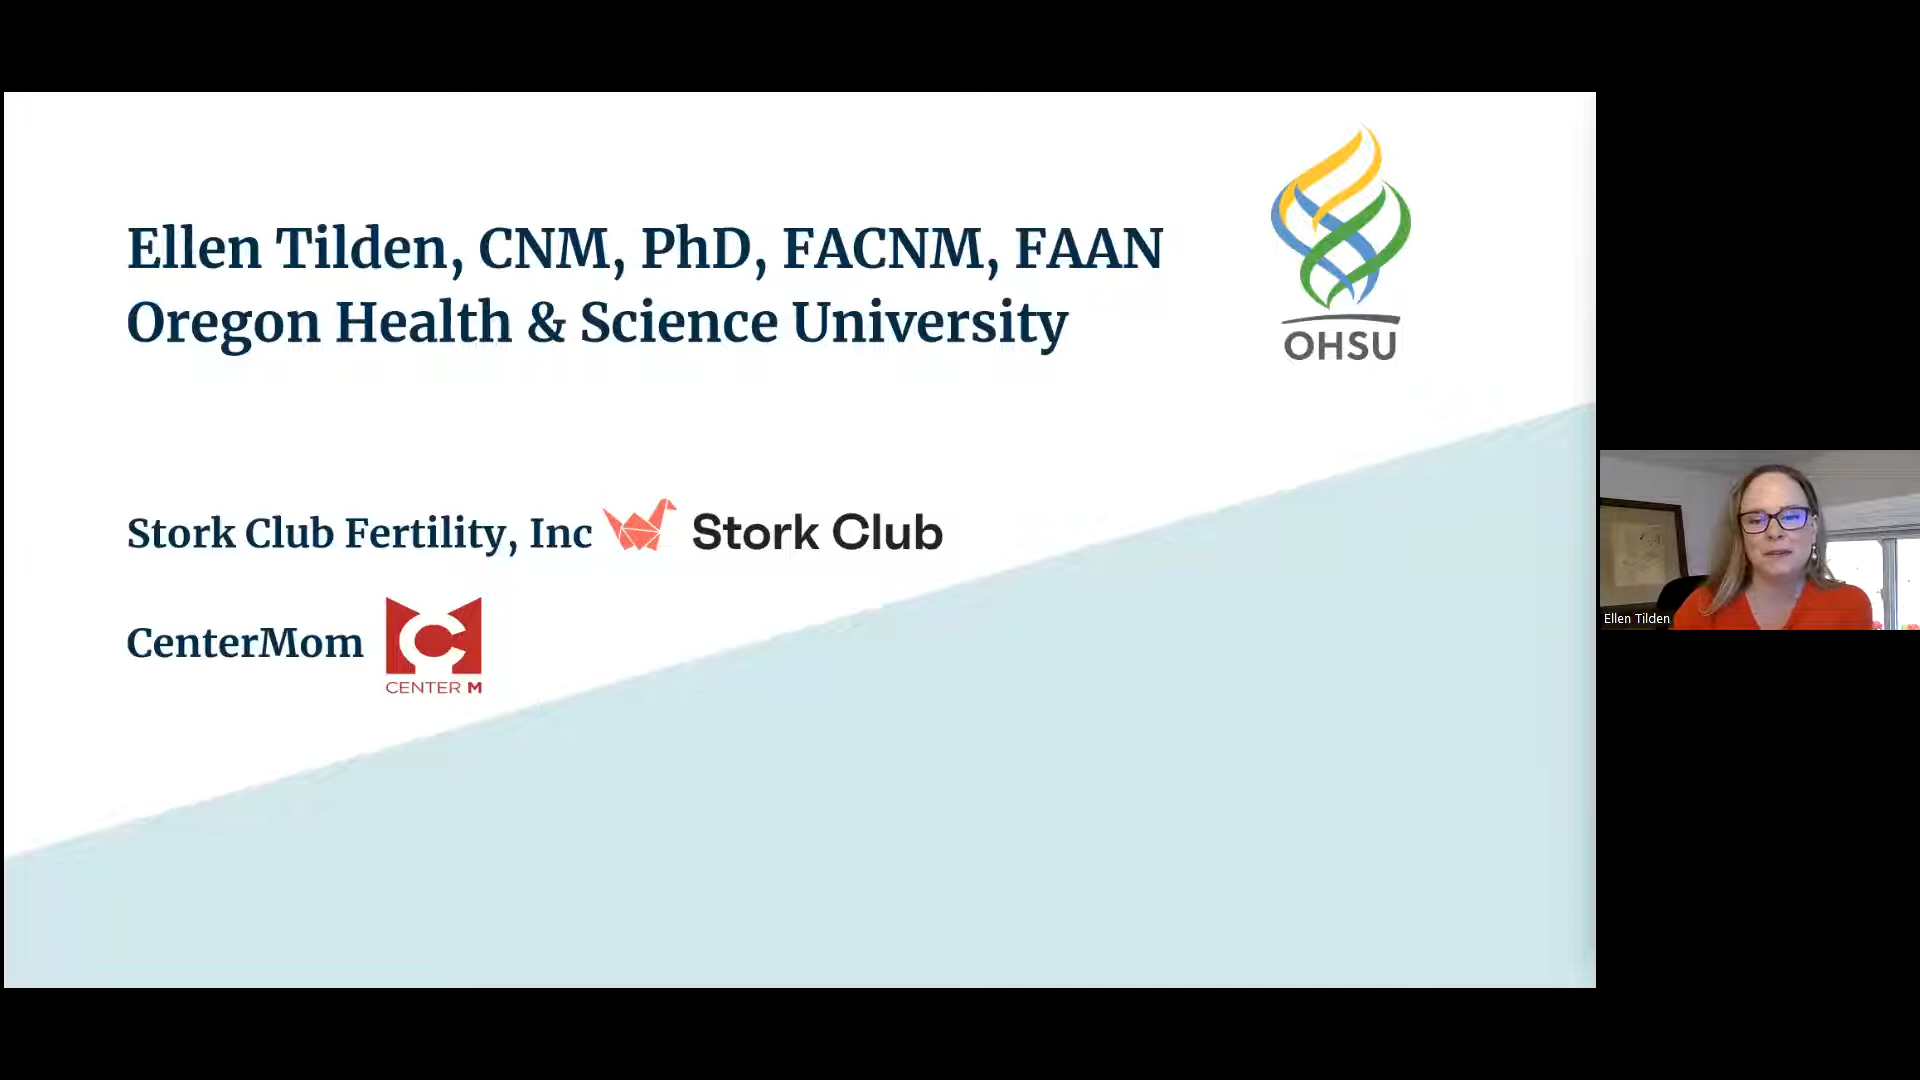 Ellen Tilden, CNM, PhD, FACNM, FAAN
Oregon Health & Science University
OHSU
Stork Club Fertility, Inc
Stork Club
CenterMom
C
CENTER M
Ellen Tilden